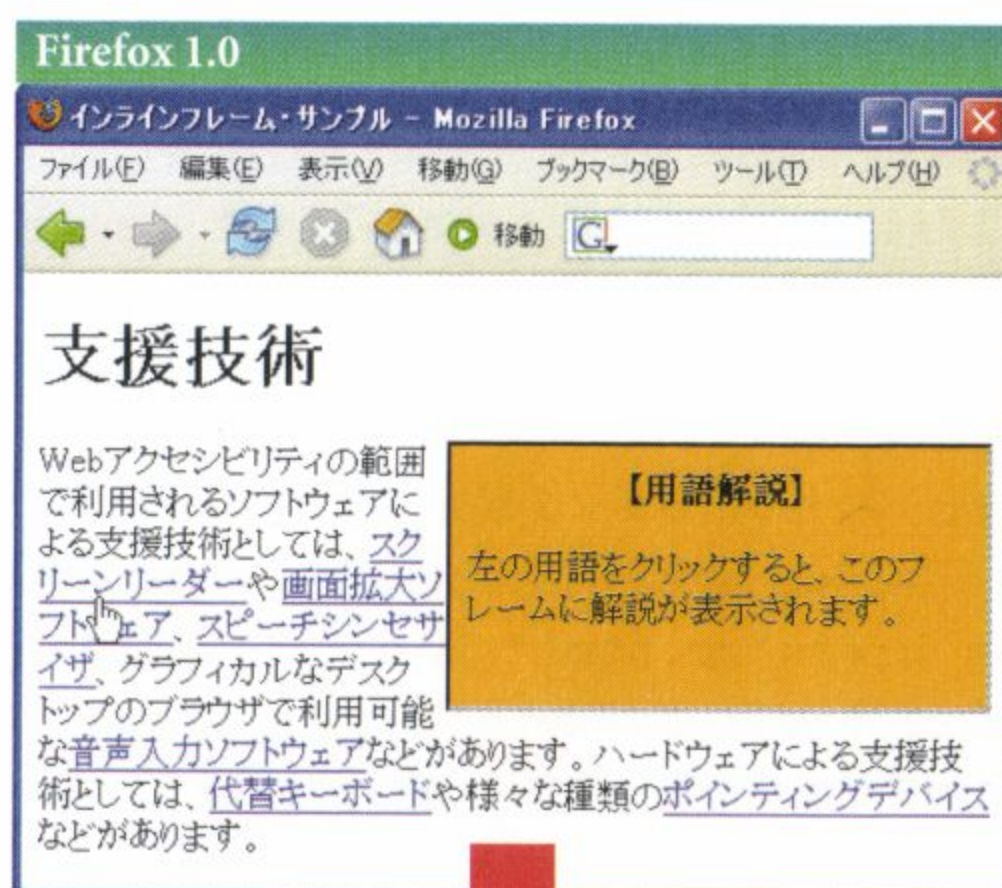 Firefox 1.0
インラインフレーム・サンプル - Mozilla Firefox
ファイル(F) 編集(E) 表示(V) 移動(G) ブックマーク(B) ツール(T) ヘルプ(H)
移動 G
支援技術
Webアクセシビリティの範囲
で利用されるソフトウェアに
よる支援技術としては、スク
リーンリーダーや画面拡大ソ
フトウェア、スピーチシンセサ
イザ、グラフィカルなデスク
トップのブラウザで利用可能
な音声入力ソフトウェアなどがあります。ハードウェアによる支援技
術としては、代替キーボードや様々な種類のポインティングデバイス
などがあります。
【用語解説】
左の用語をクリックすると、このフ
レームに解説が表示されます。